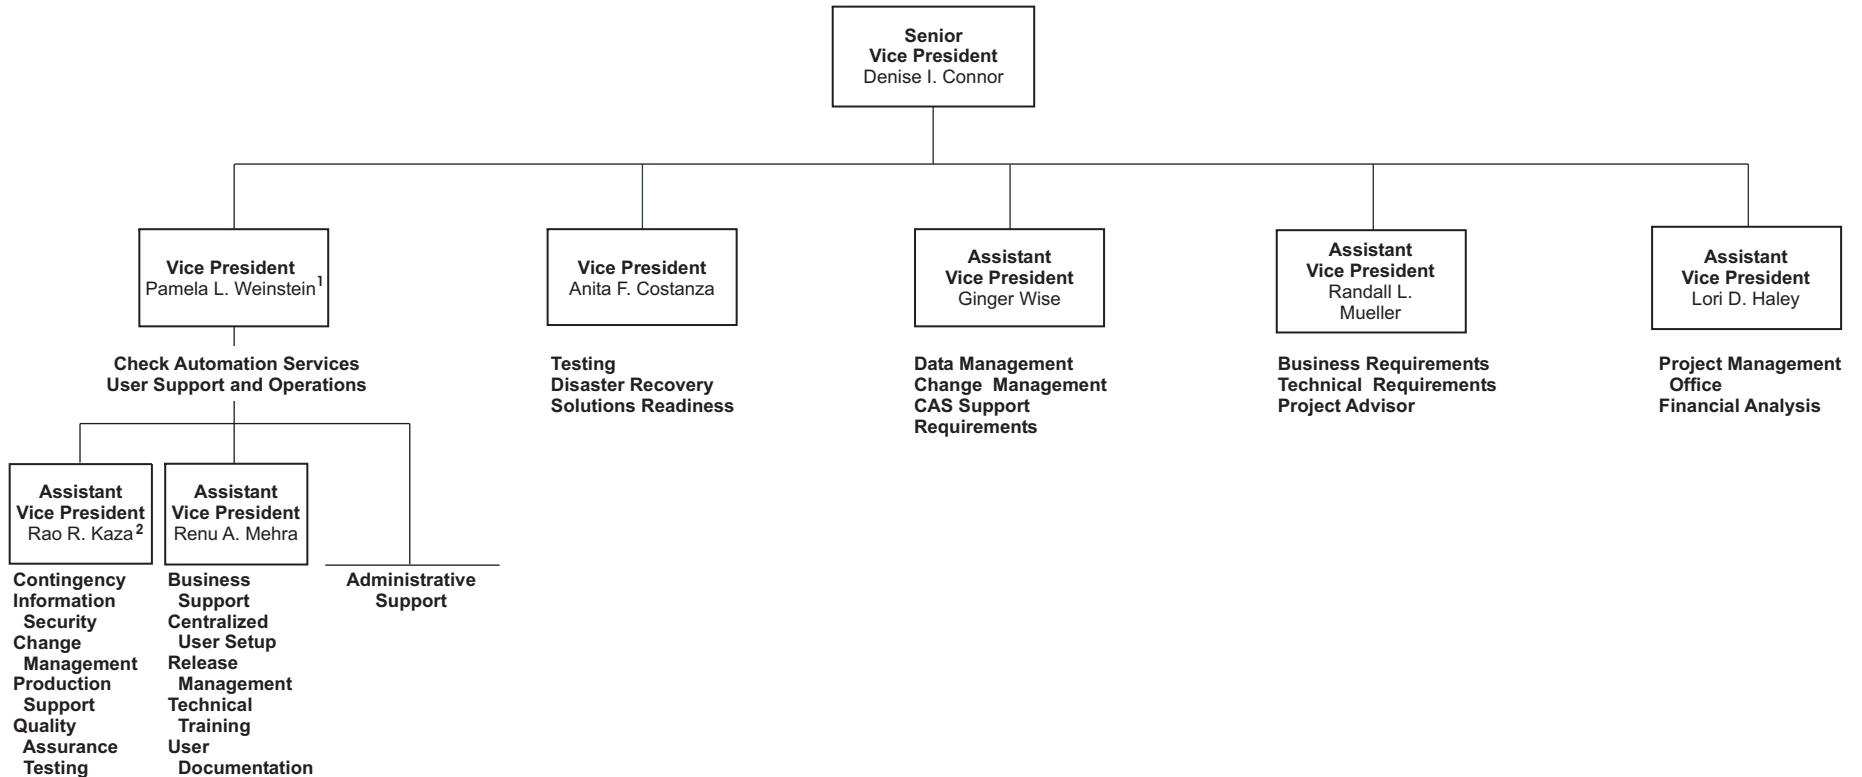 Senior
Vice President
Denise I. Connor
Vice President
Pamela L. Weinstein1
Check Automation Services
User Support and Operations
Vice President
Anita F. Costanza
Testing
Disaster Recovery
Solutions Readiness
Assistant
Vice President
Ginger Wise
Data Management
Change Management
CAS Support
Requirements
Assistant
Vice President
Randall L.
Mueller
Business Requirements
Technical Requirements
Project Advisor
Assistant
Vice President
Lori D. Haley
Project Management
Office
Financial Analysis
Assistant
Vice President
Rao R. Kaza2
Contingency
Information
Security
Change
Management
Production
Support
Quality
Assurance
Testing
Assistant
Vice President
Renu A. Mehra
Business
Support
Centralized
User Setup
Release
Management
Technical
Training
User
Documentation
Administrative
Support